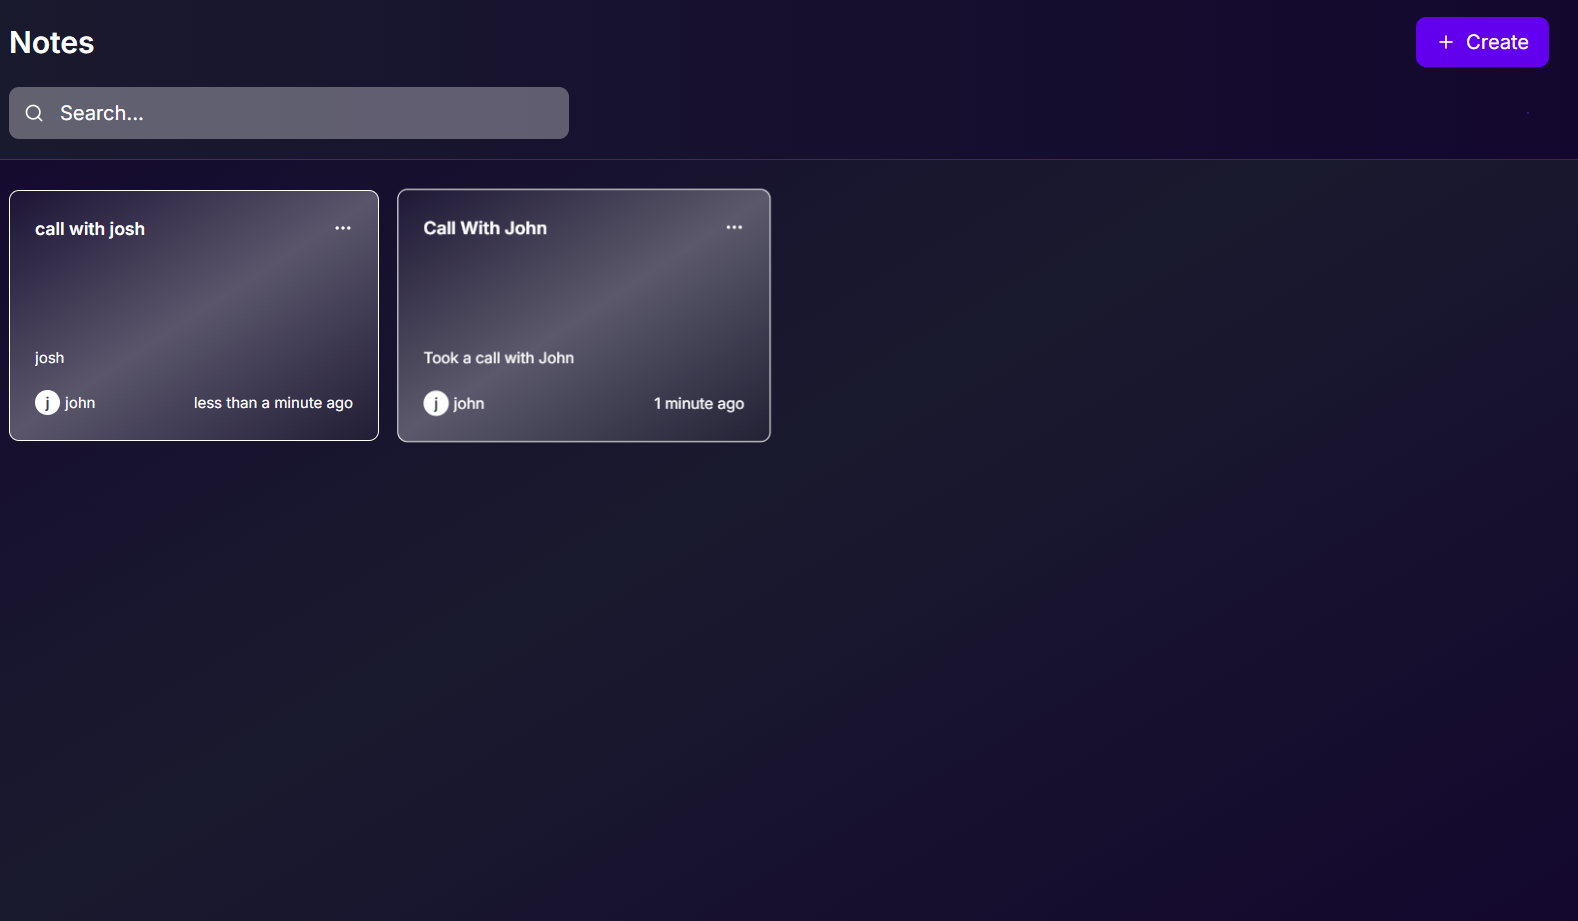 Notes
+ Create
Search...
call with josh
...
Call With John
...
josh
Took a call with John
j john
less than a minute ago
j john
1 minute ago